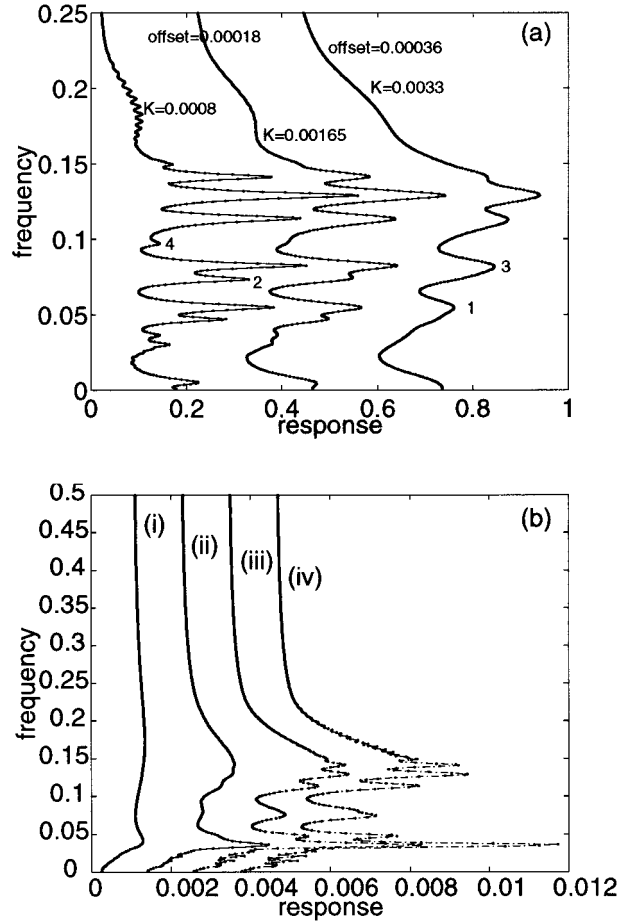 (a)
0.25
0.2
0.15
0.1
0.05
0
frequency
offset=0.00018
offset=0.00036
K=0.0008
K=0.00165
K=0.0033
4
2
3
1
0
0.2
0.4
0.6
0.8
1
response
(b)
0.5
0.45
0.4
0.35
0.3
0.25
0.2
0.15
0.1
0.05
0
frequency
(i)
(ii)
(iii)
(iv)
0
0.002
0.004
0.006
0.008
0.01
0.012
response